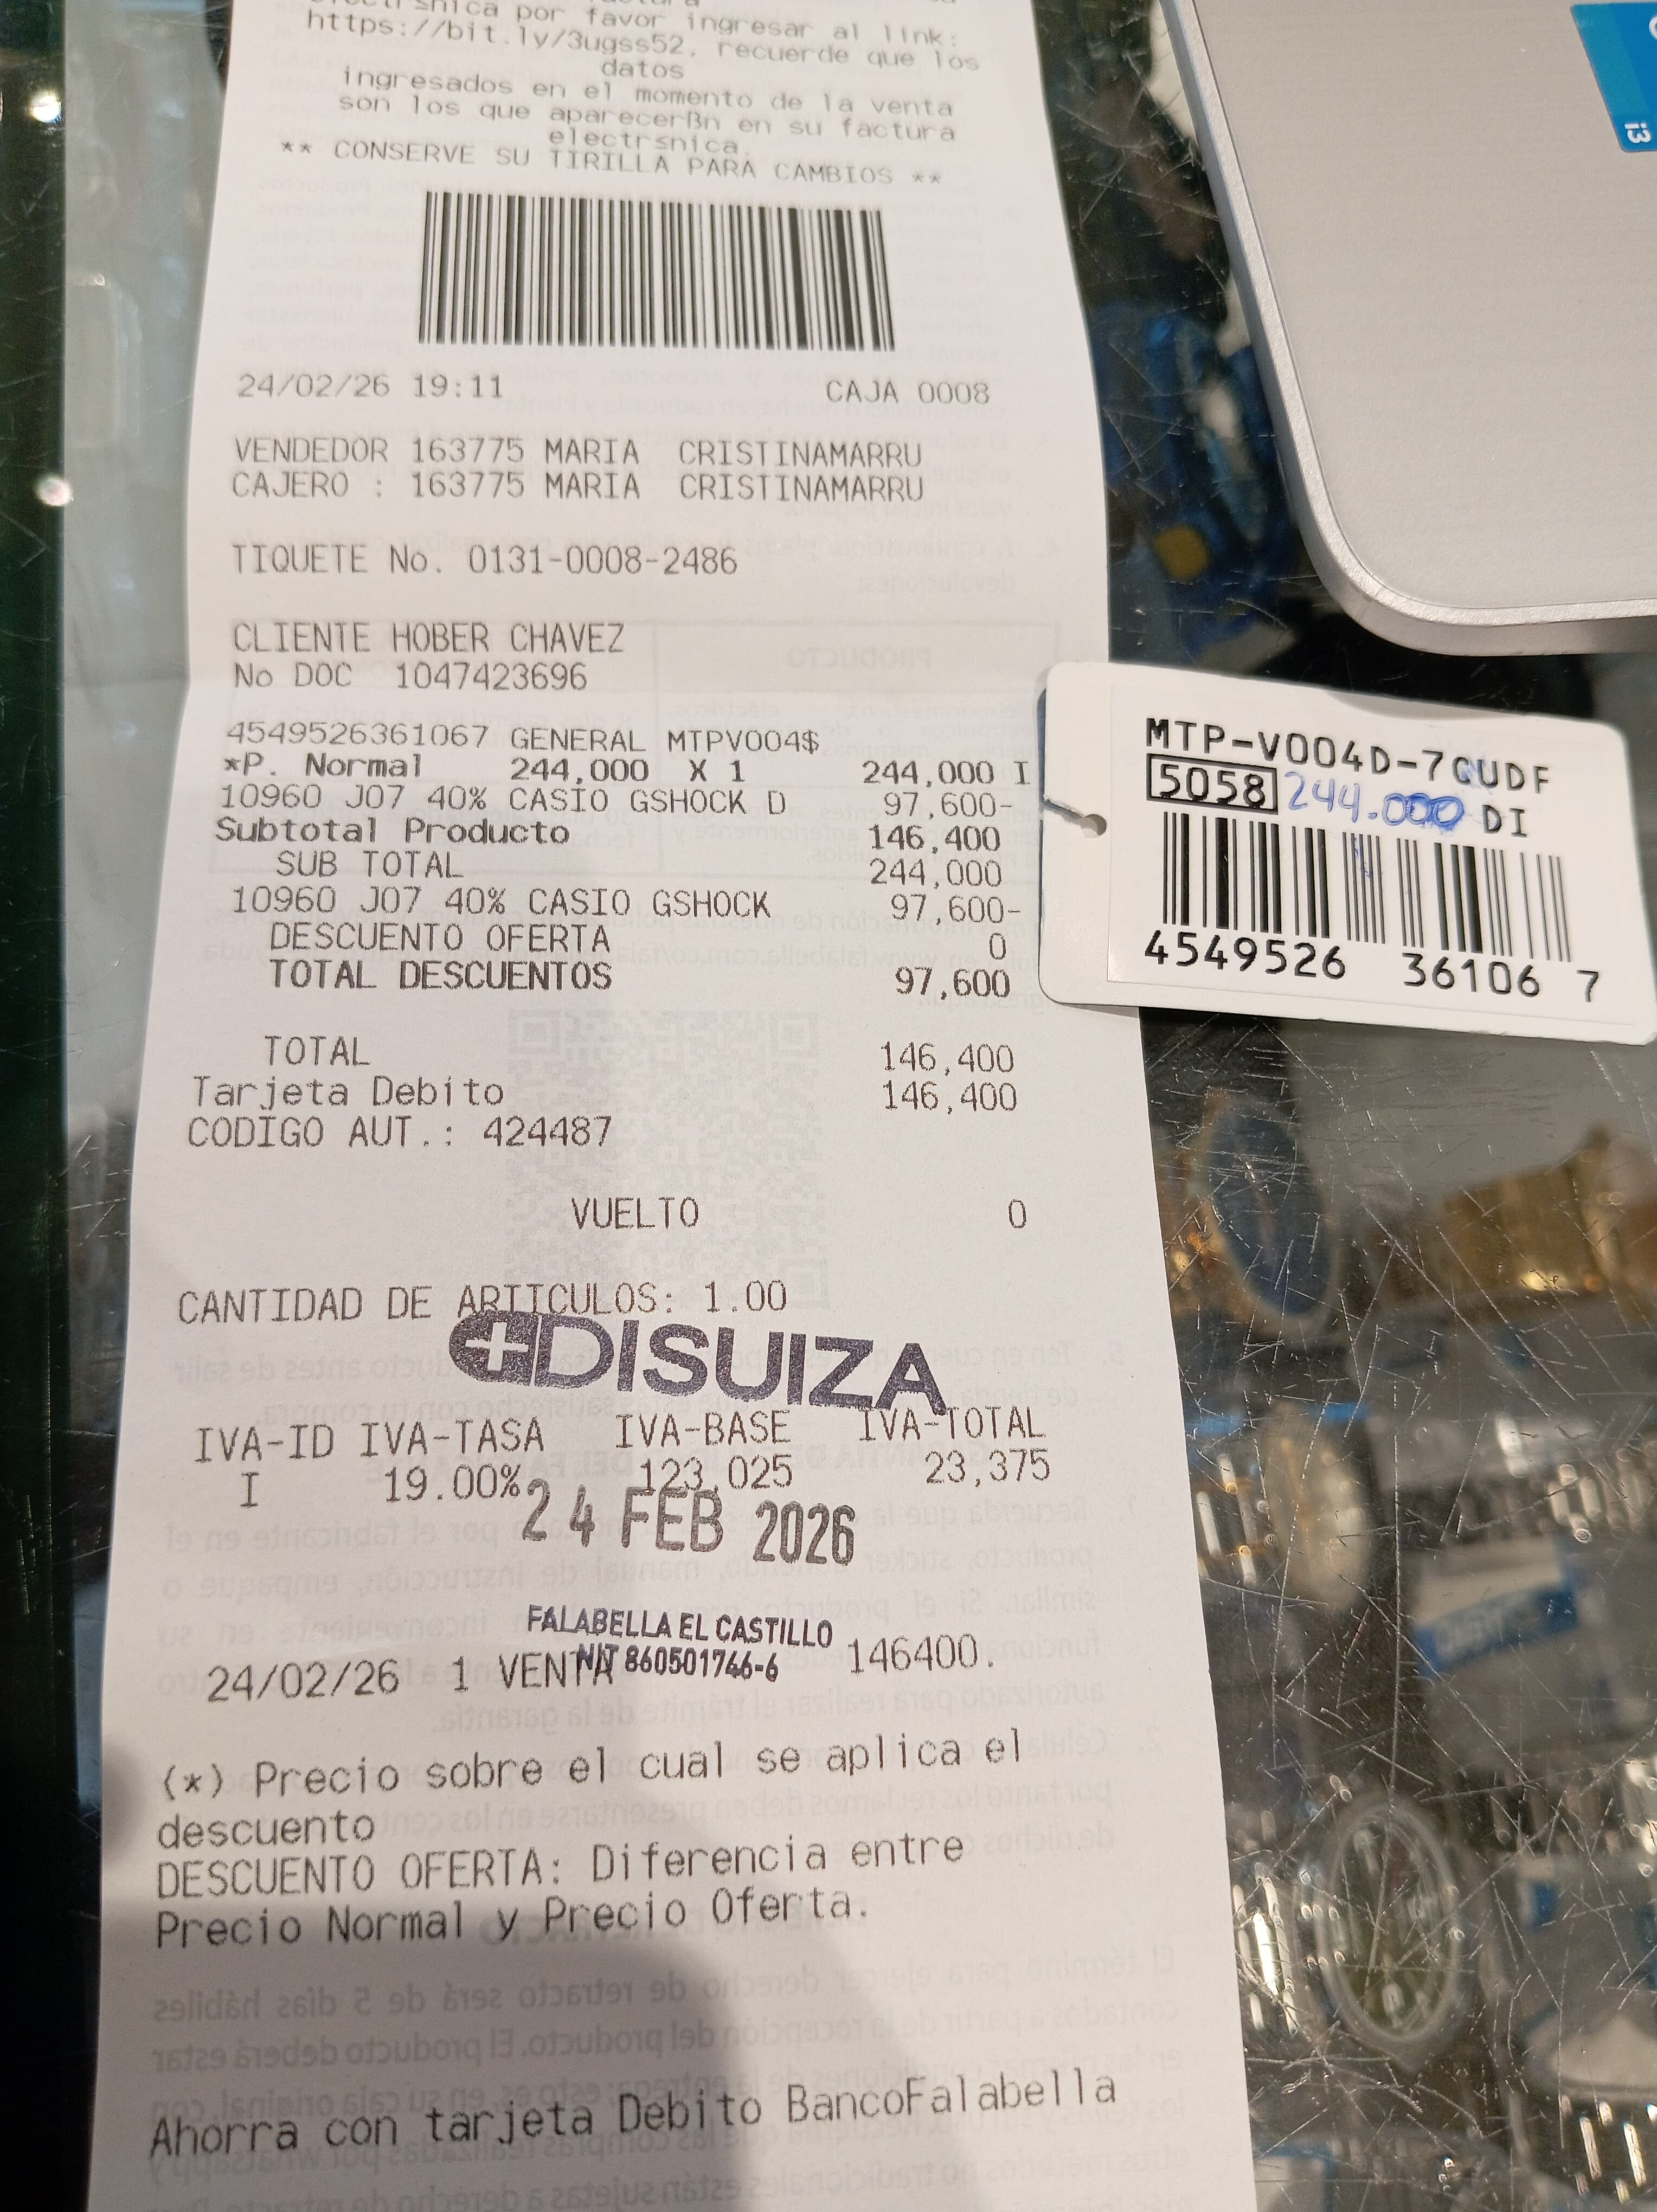 por favor ingresar al link:
https://bit.ly/3ugss52, recuerde que los
datos
ingresados en el momento de la venta
son los que aparecerßn en su factura
electr≤nica.
** CONSERVE SU TIRILLA PARA CAMBIOS **
24/02/26 19:11 CAJA 0008
VENDEDOR 163775 MARIA CRISTINAMARRU
CAJERO : 163775 MARIA CRISTINAMARRU
TIQUETE No. 0131-0008-2486
CLIENTE HOBER CHAVEZ
No DOC 1047423696
4549526361067 GENERAL MTPV004$
*P. Normal 244,000 X 1 244,000 I
10960 J07 40% CASIO GSHOCK D 97,600-
Subtotal Producto 146,400
SUB TOTAL 244,000
10960 J07 40% CASIO GSHOCK 97,600-
DESCUENTO OFERTA 0
TOTAL DESCUENTOS 97,600
TOTAL 146,400
Tarjeta Debito 146,400
CODIGO AUT.: 424487
VUELTO 0
CANTIDAD DE ARTICULOS: 1.00
DISUIZA
IVA-ID IVA-TASA IVA-BASE IVA-TOTAL
I 19.00% 123,025 23,375
24 FEB 2026
FALABELLA EL CASTILLO
NIT 860501746-6
24/02/26 1 VENTA 146400.
(*) Precio sobre el cual se aplica el
descuento
DESCUENTO OFERTA: Diferencia entre
Precio Normal y Precio Oferta.
Ahorra con tarjeta Debito BancoFalabella
MTP-V004D-7CUDF
5058 244.000 DI
4549526 36106 7
i3